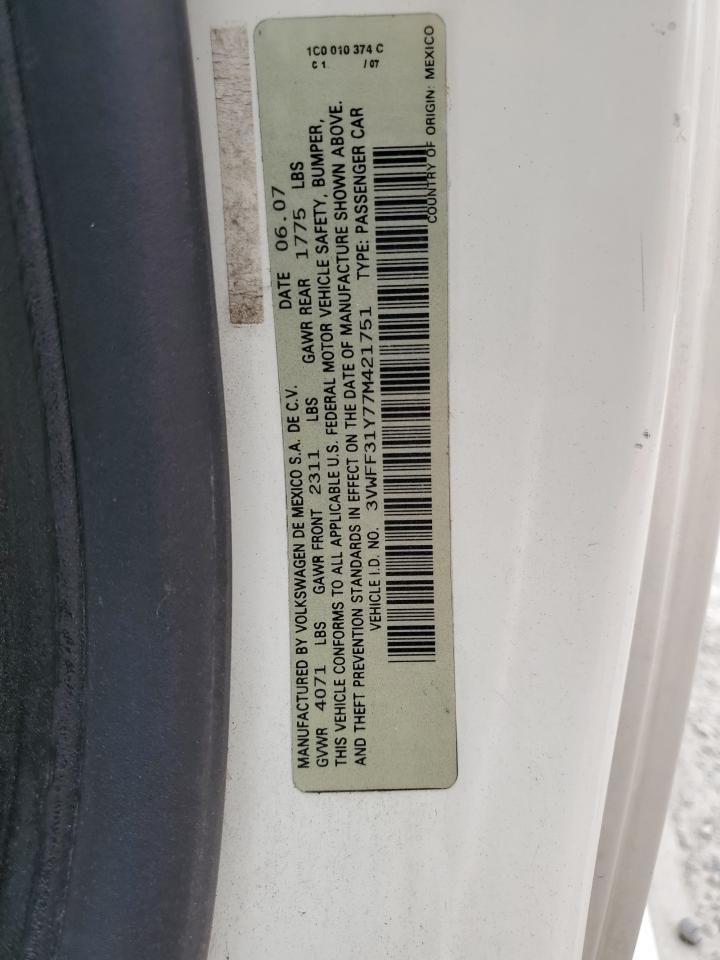 1C0 010 374 C
C 1 / 07
MANUFACTURED BY VOLKSWAGEN DE MEXICO S.A. DE C.V. DATE 06.07
GVWR 4071 LBS GAWR FRONT 2311 LBS GAWR REAR 1775 LBS
THIS VEHICLE CONFORMS TO ALL APPLICABLE U.S. FEDERAL MOTOR VEHICLE SAFETY, BUMPER,
AND THEFT PREVENTION STANDARDS IN EFFECT ON THE DATE OF MANUFACTURE SHOWN ABOVE.
VEHICLE I.D. NO. 3VWFF31Y77M421751 TYPE: PASSENGER CAR
COUNTRY OF ORIGIN: MEXICO